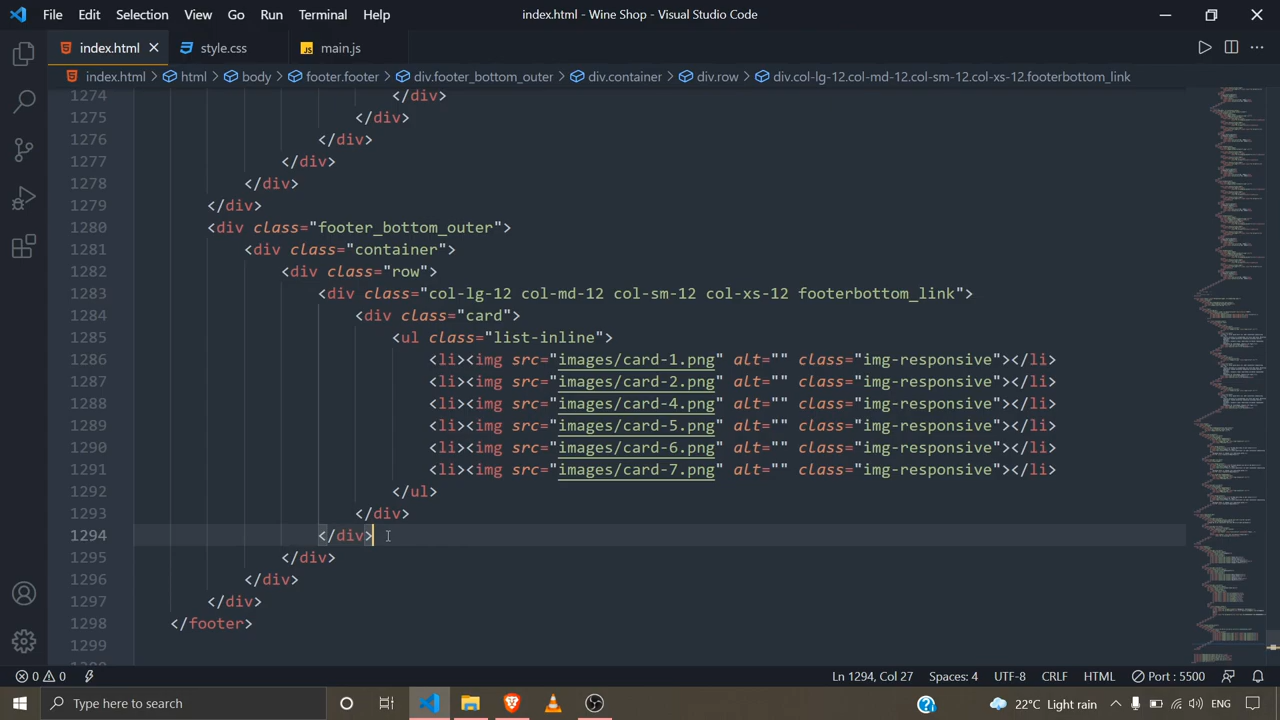 File Edit Selection View Go Run Terminal Help index.html - Wine Shop - Visual Studio Code
index.html style.css JS main.js
index.html > html > body > footer.footer > div.footer_bottom_outer > div.container > div.row > div.col-lg-12.col-md-12.col-sm-12.col-xs-12.footerbottom_link
1274 </div>
1275 </div>
1276 </div>
1277 </div>
1278 </div>
1279 </div>
1280 <div class="footer_bottom_outer">
1281 <div class="container">
1282 <div class="row">
1283 <div class="col-lg-12 col-md-12 col-sm-12 col-xs-12 footerbottom_link">
1284 <div class="card">
1285 <ul class="list-inline">
1286 <li><img src="images/card-1.png" alt="" class="img-responsive"></li>
1287 <li><img src="images/card-2.png" alt="" class="img-responsive"></li>
1288 <li><img src="images/card-4.png" alt="" class="img-responsive"></li>
1289 <li><img src="images/card-5.png" alt="" class="img-responsive"></li>
1290 <li><img src="images/card-6.png" alt="" class="img-responsive"></li>
1291 <li><img src="images/card-7.png" alt="" class="img-responsive"></li>
1292 </ul>
1293 </div>
1294 </div>
1295 </div>
1296 </div>
1297 </div>
1298 </footer>
1299
0 0 Ln 1294, Col 27 Spaces: 4 UTF-8 CRLF HTML Port : 5500
Type here to search 22°C Light rain ENG